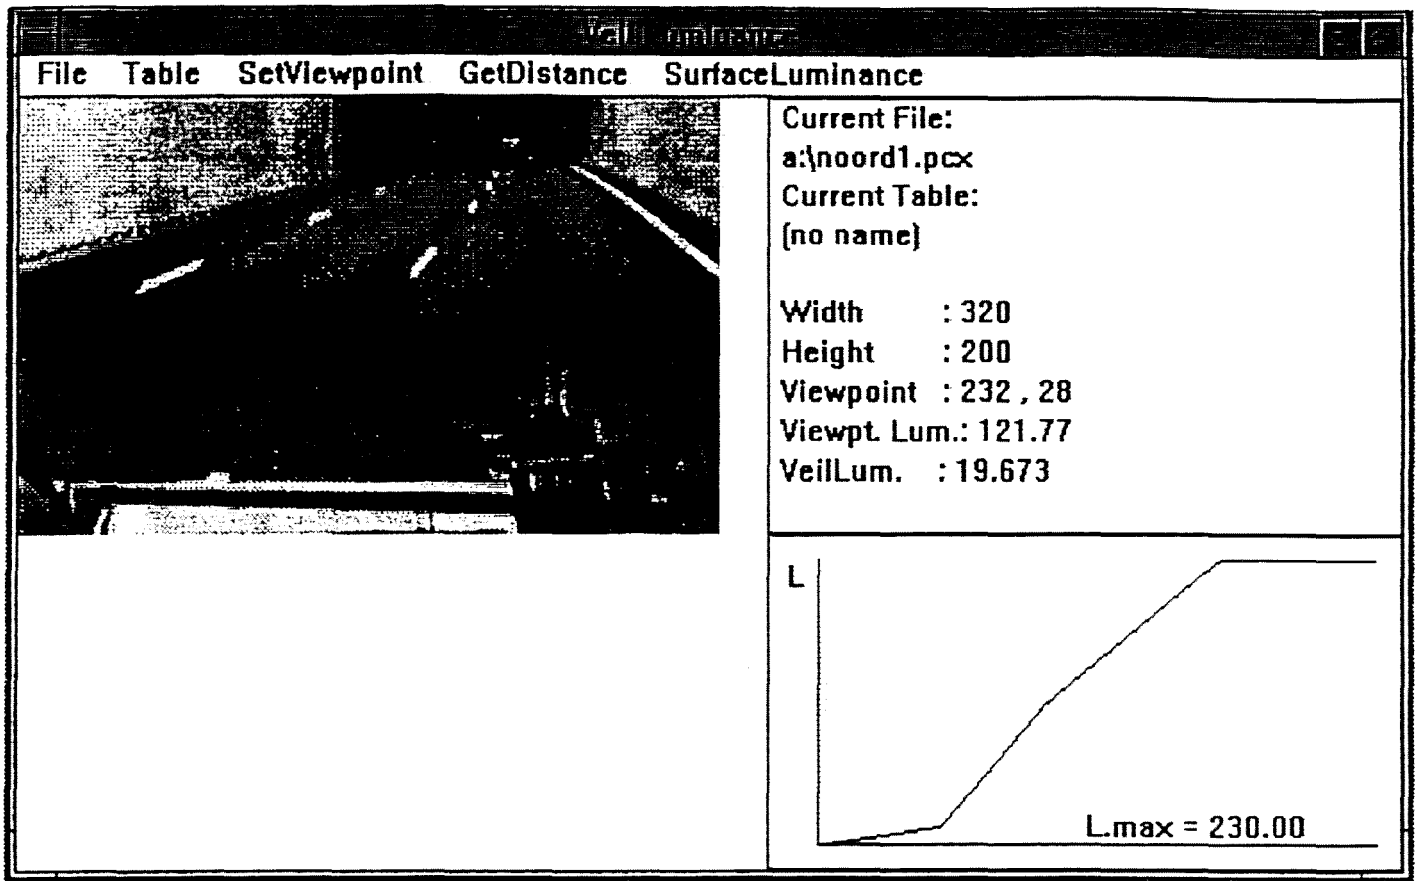 VeilLuminance
File Table SetViewpoint GetDistance SurfaceLuminance
Current File:
a:\noord1.pcx
Current Table:
(no name)
Width : 320
Height : 200
Viewpoint : 232 , 28
Viewpt. Lum.: 121.77
VeilLum. : 19.673
L
L.max = 230.00